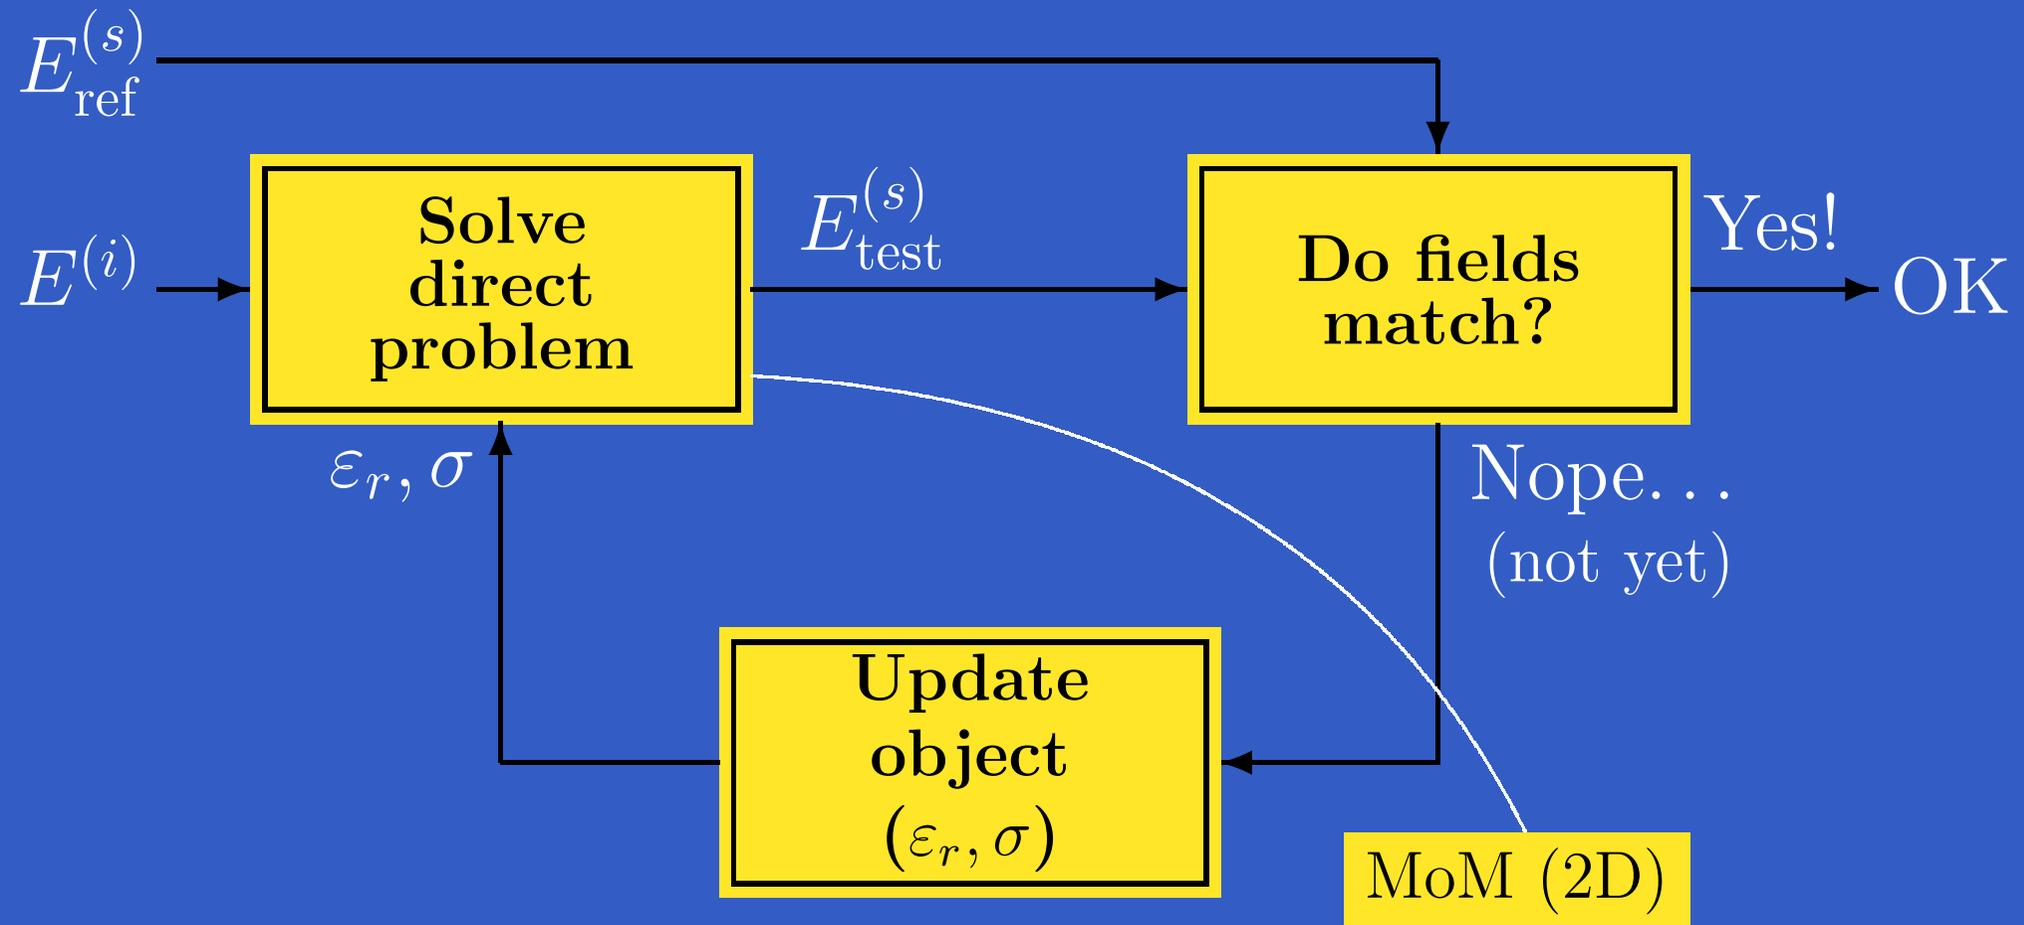 E_ref^(s)
E^(i)
Solve
direct
problem
E_test^(s)
Do fields
match?
Yes!
OK
ε_r, σ
Nope…
(not yet)
Update
object
(ε_r, σ)
MoM (2D)